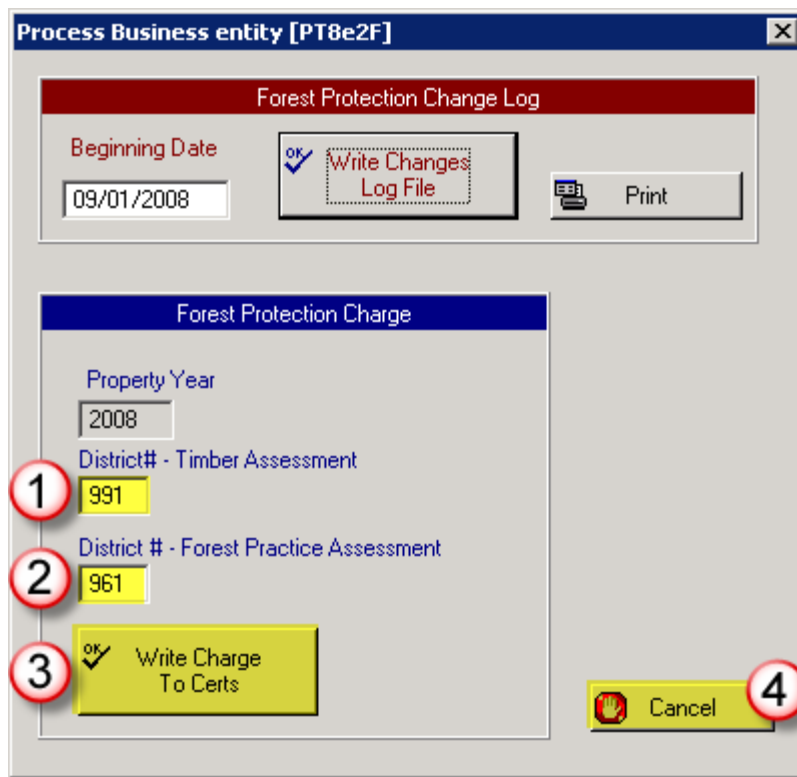 Process Business entity [PT8e2F]
Forest Protection Change Log
Beginning Date
09/01/2008
OK
Write Changes
Log File
Print
Forest Protection Charge
Property Year
2008
District# - Timber Assessment
1
991
District # - Forest Practice Assessment
2
961
3
OK
Write Charge
To Certs
Cancel
4